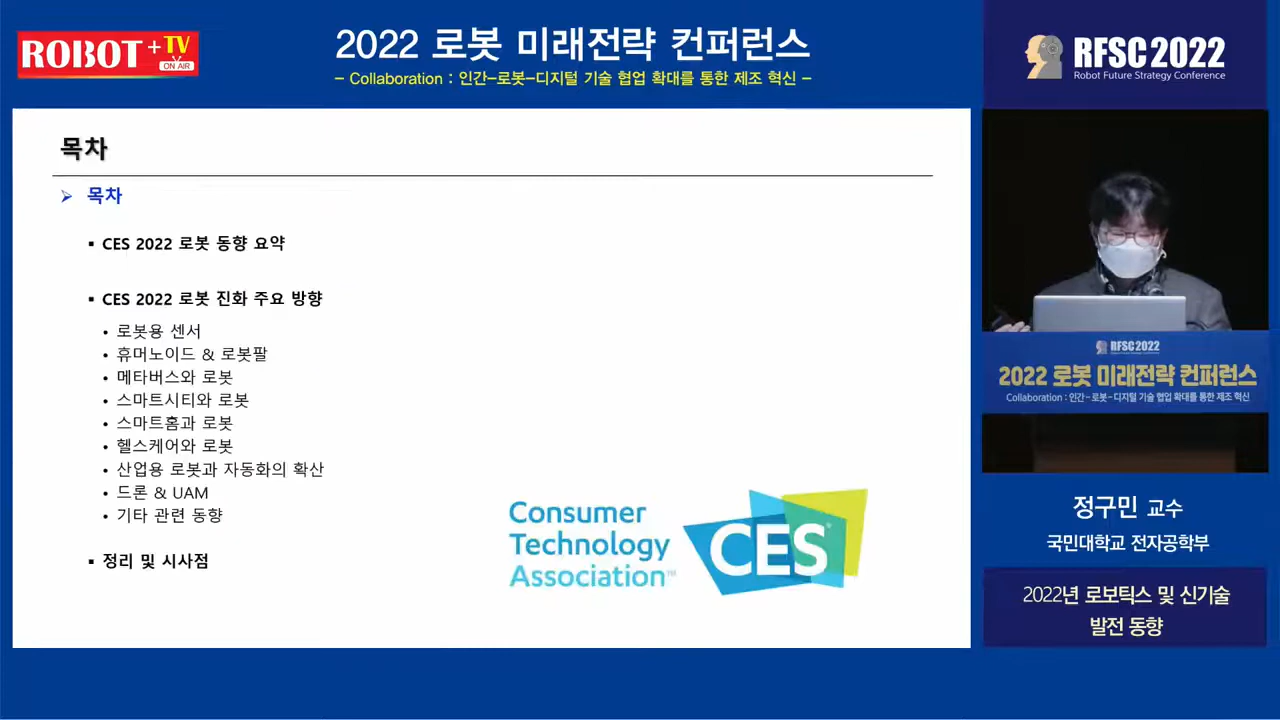 ROBOT+TV
ON AIR
2022 로봇 미래전략 컨퍼런스
– Collaboration : 인간–로봇–디지털 기술 협업 확대를 통한 제조 혁신 –
RFSC 2022
Robot Future Strategy Conference
목차
➢ 목차
▪ CES 2022 로봇 동향 요약
▪ CES 2022 로봇 진화 주요 방향
• 로봇용 센서
• 휴머노이드 & 로봇팔
• 메타버스와 로봇
• 스마트시티와 로봇
• 스마트홈과 로봇
• 헬스케어와 로봇
• 산업용 로봇과 자동화의 확산
• 드론 & UAM
• 기타 관련 동향
▪ 정리 및 시사점
Consumer
Technology
Association™
CES®
RFSC 2022
2022 로봇 미래전략 컨퍼런스
Collaboration : 인간-로봇-디지털 기술 협업 확대를 통한 제조 혁신
정구민 교수
국민대학교 전자공학부
2022년 로보틱스 및 신기술
발전 동향